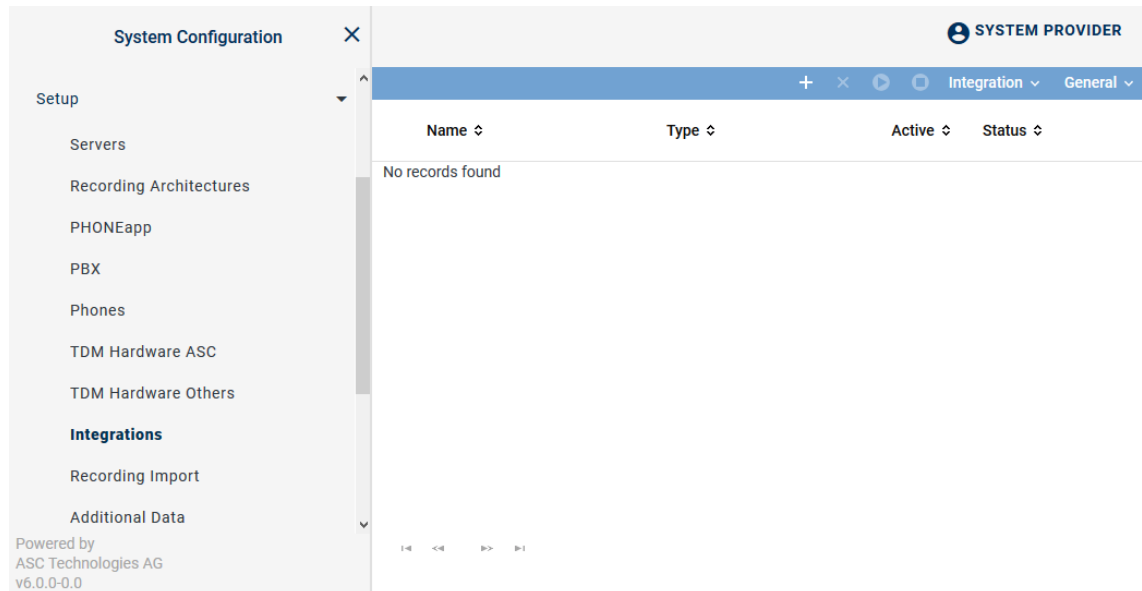 System Configuration
SYSTEM PROVIDER
Setup
Integration
General
Servers
Recording Architectures
PHONEapp
PBX
Phones
TDM Hardware ASC
TDM Hardware Others
Integrations
Recording Import
Additional Data
Powered by
ASC Technologies AG
v6.0.0-0.0
Name
Type
Active
Status
No records found